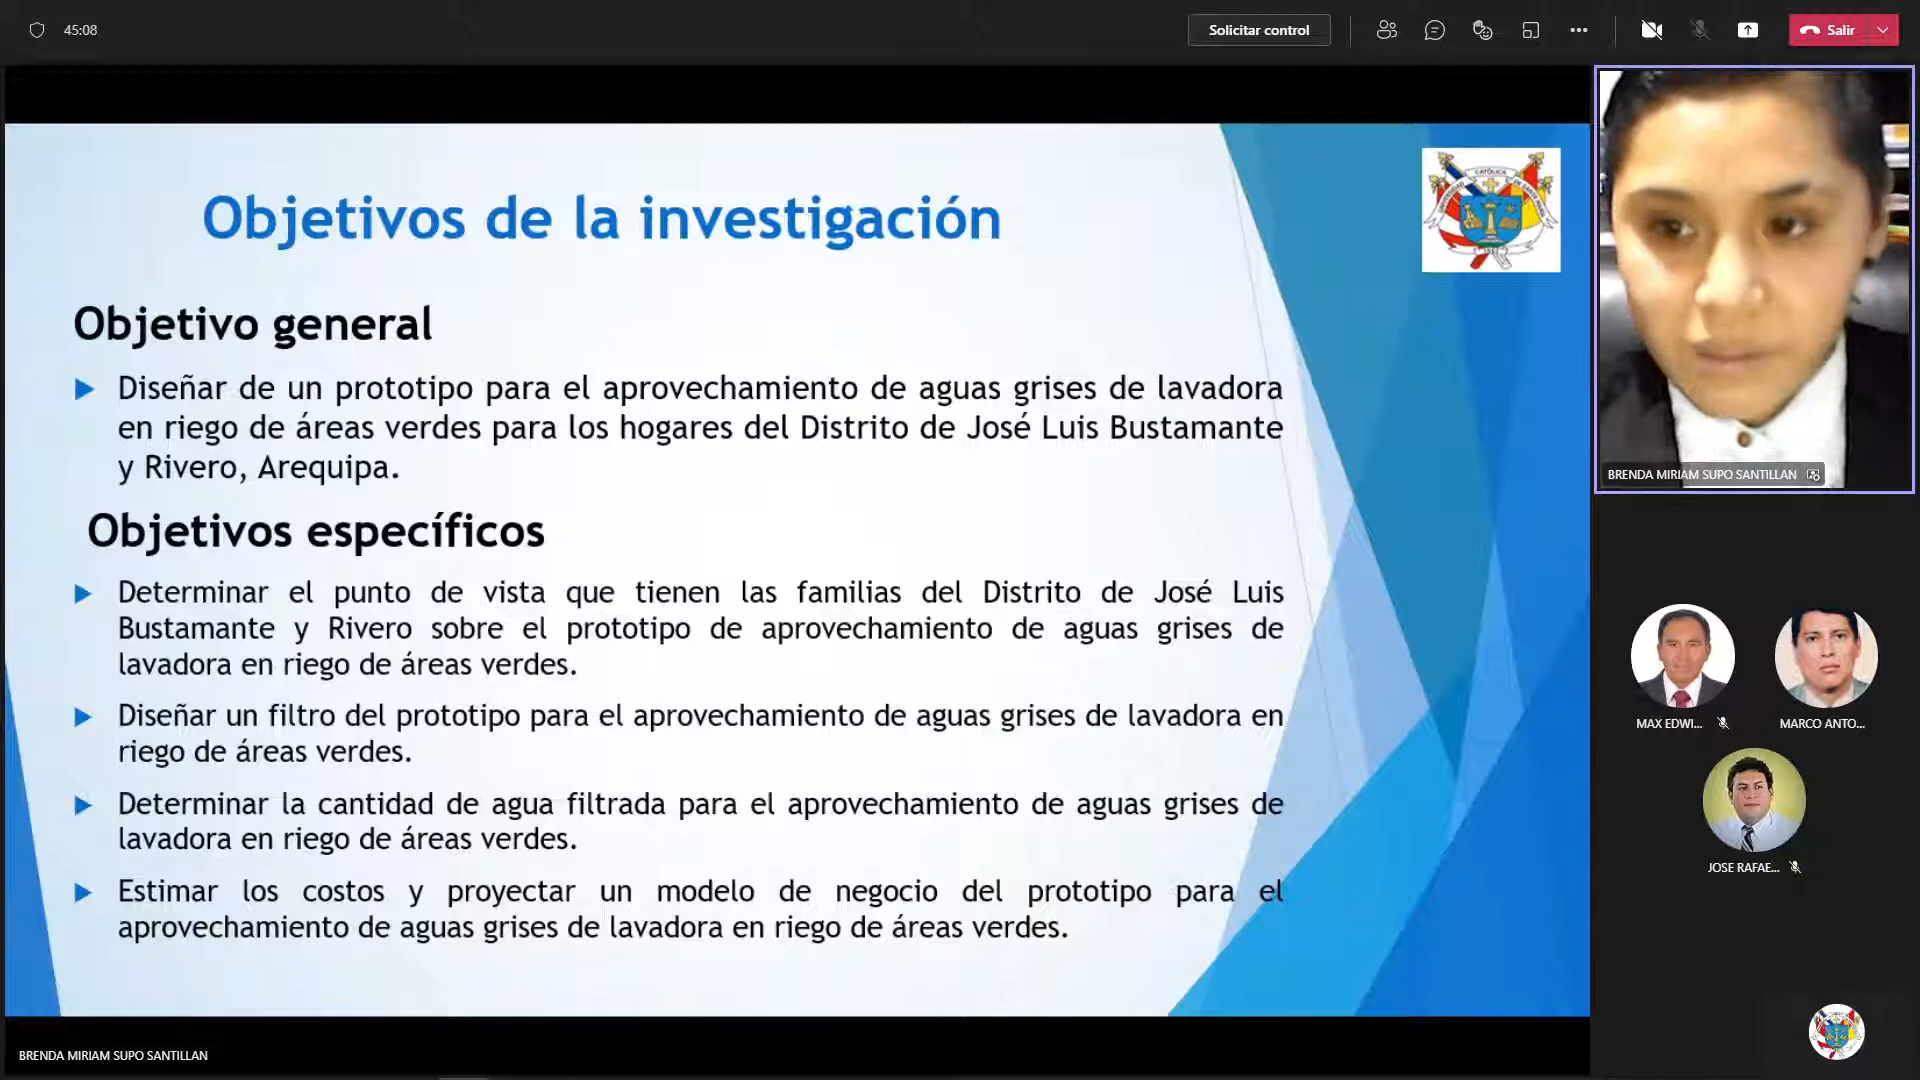 45:08
Solicitar control
Salir
Objetivos de la investigación
Objetivo general
Diseñar de un prototipo para el aprovechamiento de aguas grises de lavadora
en riego de áreas verdes para los hogares del Distrito de José Luis Bustamante
y Rivero, Arequipa.
Objetivos específicos
Determinar el punto de vista que tienen las familias del Distrito de José Luis
Bustamante y Rivero sobre el prototipo de aprovechamiento de aguas grises de
lavadora en riego de áreas verdes.
Diseñar un filtro del prototipo para el aprovechamiento de aguas grises de lavadora en
riego de áreas verdes.
Determinar la cantidad de agua filtrada para el aprovechamiento de aguas grises de
lavadora en riego de áreas verdes.
Estimar los costos y proyectar un modelo de negocio del prototipo para el
aprovechamiento de aguas grises de lavadora en riego de áreas verdes.
BRENDA MIRIAM SUPO SANTILLAN
MAX EDWI...
MARCO ANTO...
JOSE RAFAE...
BRENDA MIRIAM SUPO SANTILLAN